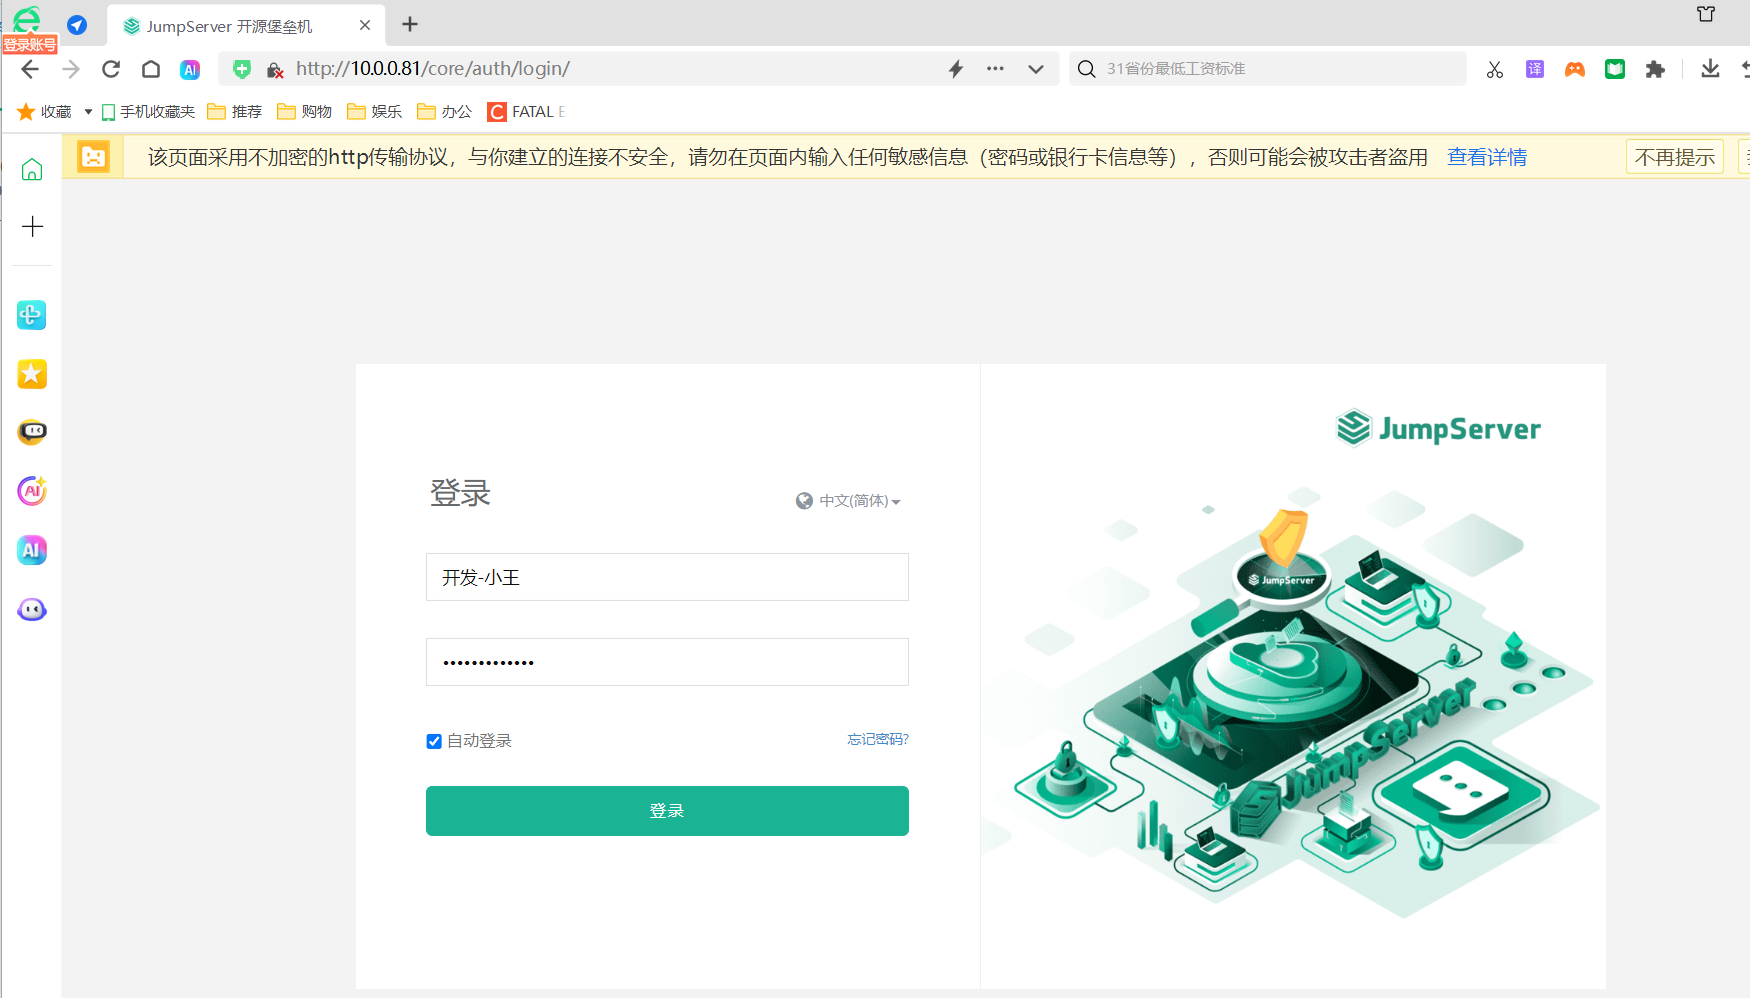 登录账号
JumpServer 开源堡垒机
http://10.0.0.81/core/auth/login/
31省份最低工资标准
AI
译
收藏
手机收藏夹
推荐
购物
娱乐
办公
C FATAL E
该页面采用不加密的http传输协议，与你建立的连接不安全，请勿在页面内输入任何敏感信息（密码或银行卡信息等），否则可能会被攻击者盗用
查看详情
不再提示
AI
AI
JumpServer
登录
中文(简体)
开发-小王
•••••••••••••
自动登录
忘记密码?
登录
JumpServer
JumpServer